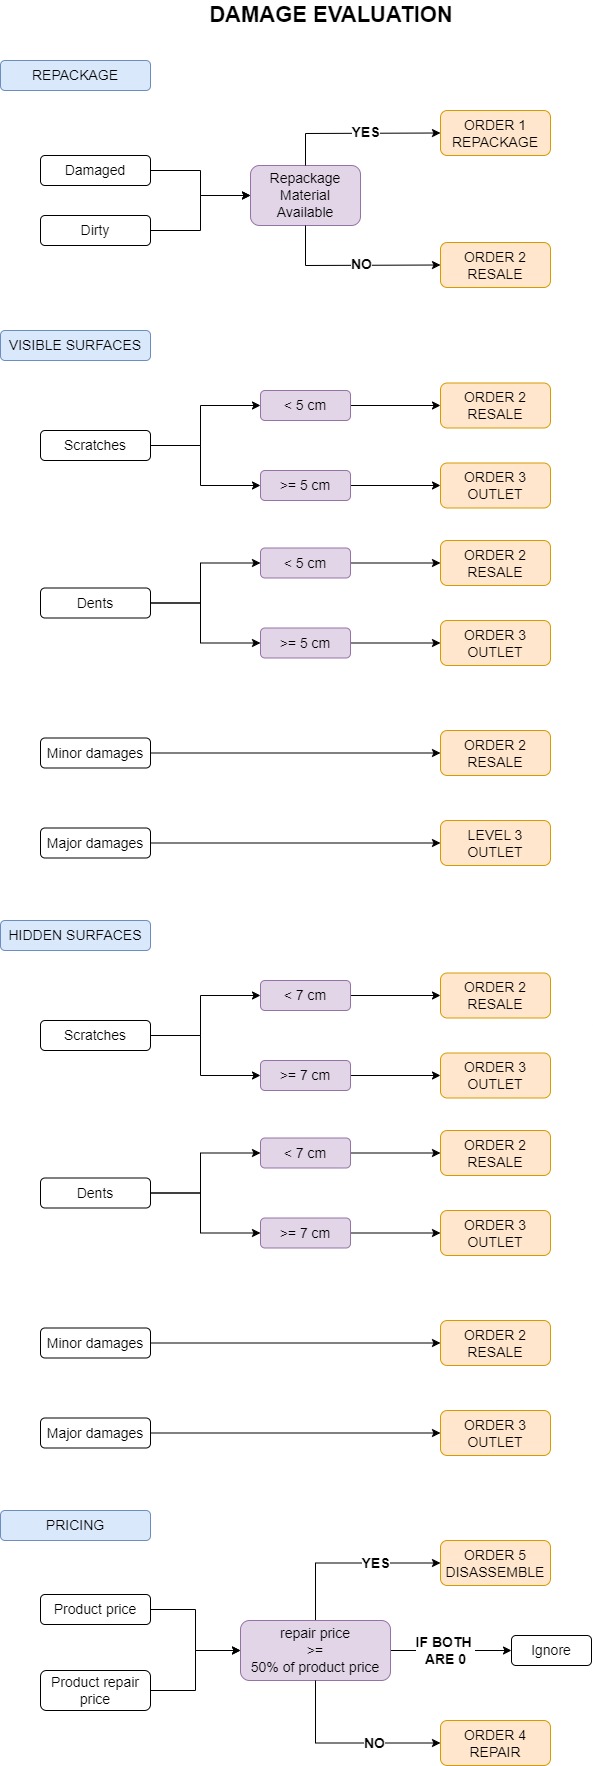 DAMAGE EVALUATION
REPACKAGE
Damaged
Dirty
Repackage
Material
Available
YES
NO
ORDER 1
REPACKAGE
ORDER 2
RESALE
VISIBLE SURFACES
Scratches
< 5 cm
ORDER 2
RESALE
>= 5 cm
ORDER 3
OUTLET
Dents
< 5 cm
ORDER 2
RESALE
>= 5 cm
ORDER 3
OUTLET
Minor damages
ORDER 2
RESALE
Major damages
LEVEL 3
OUTLET
HIDDEN SURFACES
Scratches
< 7 cm
ORDER 2
RESALE
>= 7 cm
ORDER 3
OUTLET
Dents
< 7 cm
ORDER 2
RESALE
>= 7 cm
ORDER 3
OUTLET
Minor damages
ORDER 2
RESALE
Major damages
ORDER 3
OUTLET
PRICING
Product price
Product repair
price
repair price
>=
50% of product price
YES
ORDER 5
DISASSEMBLE
IF BOTH
ARE 0
Ignore
NO
ORDER 4
REPAIR